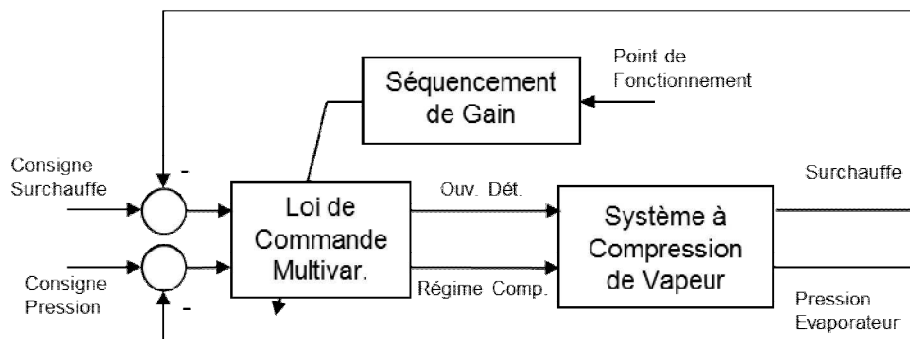 Point de
Fonctionnement
Séquencement
de Gain
Consigne
Surchauffe
-
Loi de
Commande
Multivar.
Ouv. Dét.
Régime Comp.
Système à
Compression
de Vapeur
Surchauffe
Consigne
Pression
-
Pression
Evaporateur